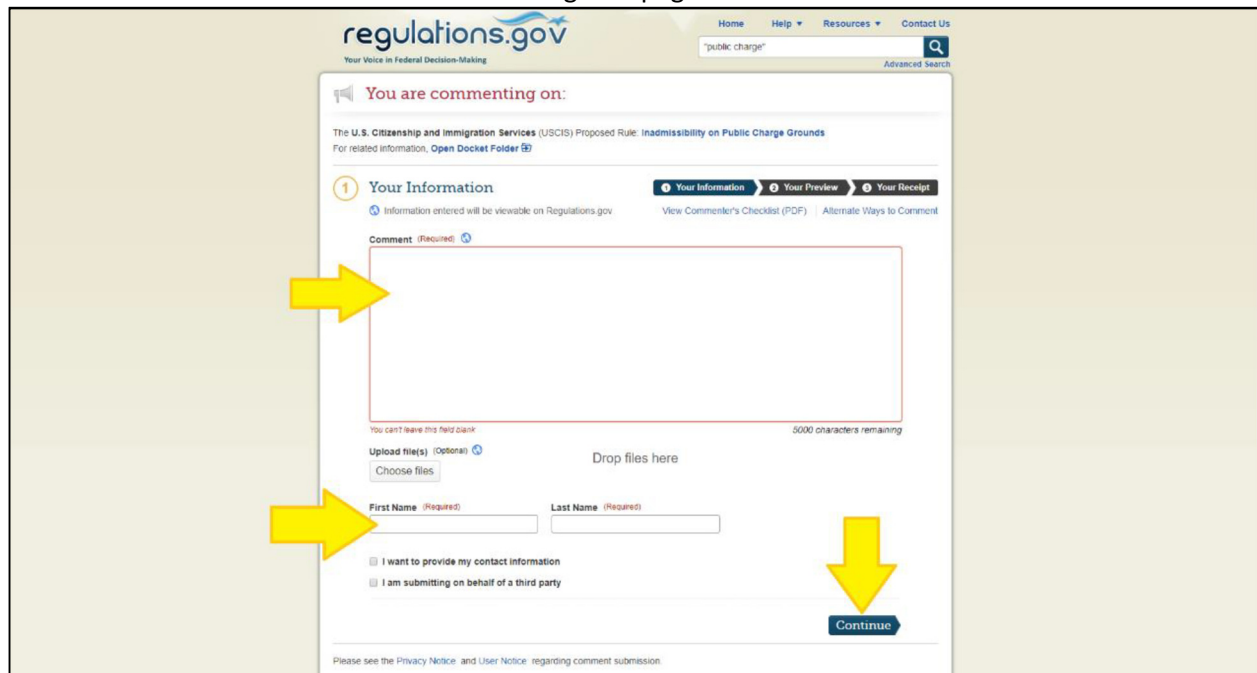 regulations.gov
Your Voice in Federal Decision-Making
Home Help ▼ Resources ▼ Contact Us
"public charge"
Advanced Search
You are commenting on:
The U.S. Citizenship and Immigration Services (USCIS) Proposed Rule: Inadmissibility on Public Charge Grounds
For related information, Open Docket Folder
1 Your Information
1 Your Information 2 Your Preview 3 Your Receipt
Information entered will be viewable on Regulations.gov
View Commenter's Checklist (PDF) | Alternate Ways to Comment
Comment (Required)
You can't leave this field blank
5000 characters remaining
Upload file(s) (Optional)
Choose files
Drop files here
First Name (Required) Last Name (Required)
I want to provide my contact information
I am submitting on behalf of a third party
Continue
Please see the Privacy Notice and User Notice regarding comment submission.